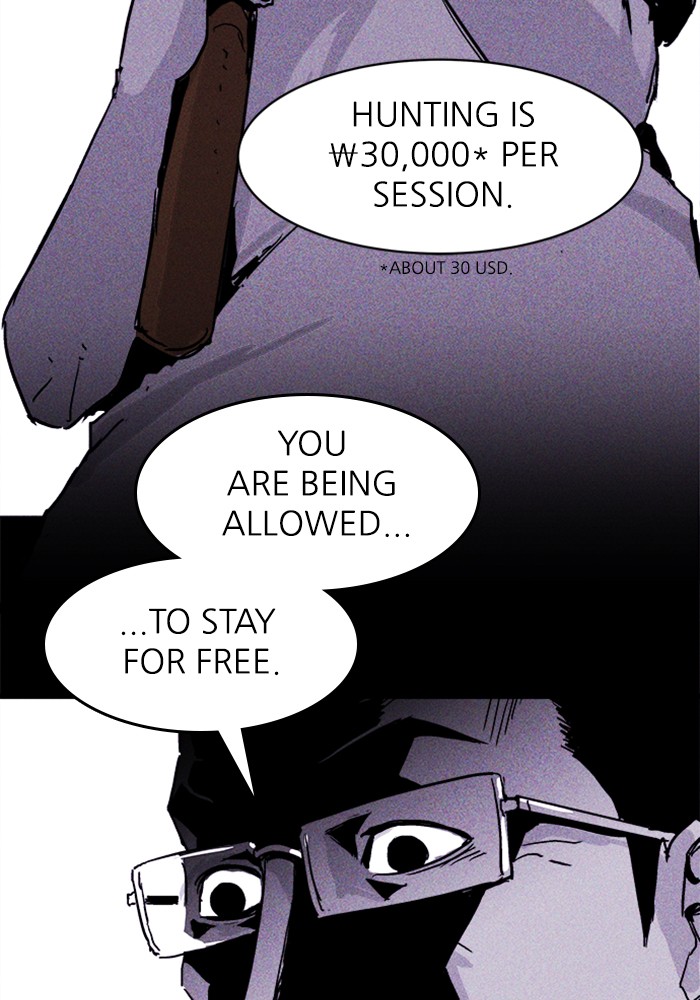 HUNTING IS
₩30,000* PER
SESSION.
*ABOUT 30 USD.
YOU
ARE BEING
ALLOWED...
...TO STAY
FOR FREE.